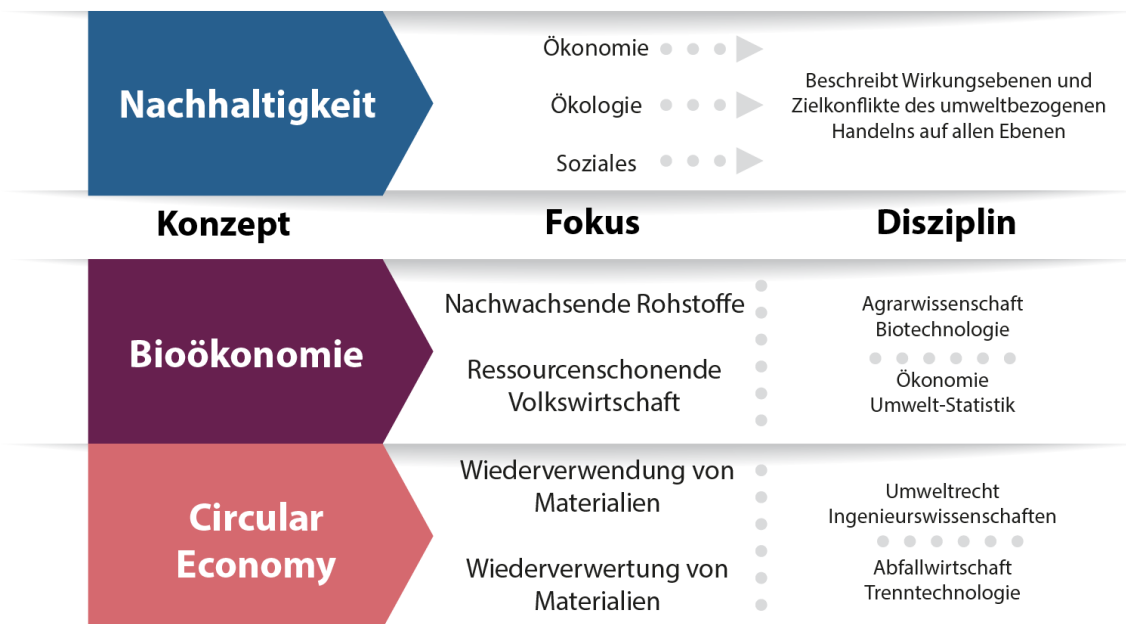 Nachhaltigkeit
Ökonomie
Ökologie
Soziales
Beschreibt Wirkungsebenen und
Zielkonflikte des umweltbezogenen
Handelns auf allen Ebenen
Konzept
Fokus
Disziplin
Bioökonomie
Nachwachsende Rohstoffe
Ressourcenschonende
Volkswirtschaft
Agrarwissenschaft
Biotechnologie
Ökonomie
Umwelt-Statistik
Circular
Economy
Wiederverwendung von
Materialien
Wiederverwertung von
Materialien
Umweltrecht
Ingenieurswissenschaften
Abfallwirtschaft
Trenntechnologie